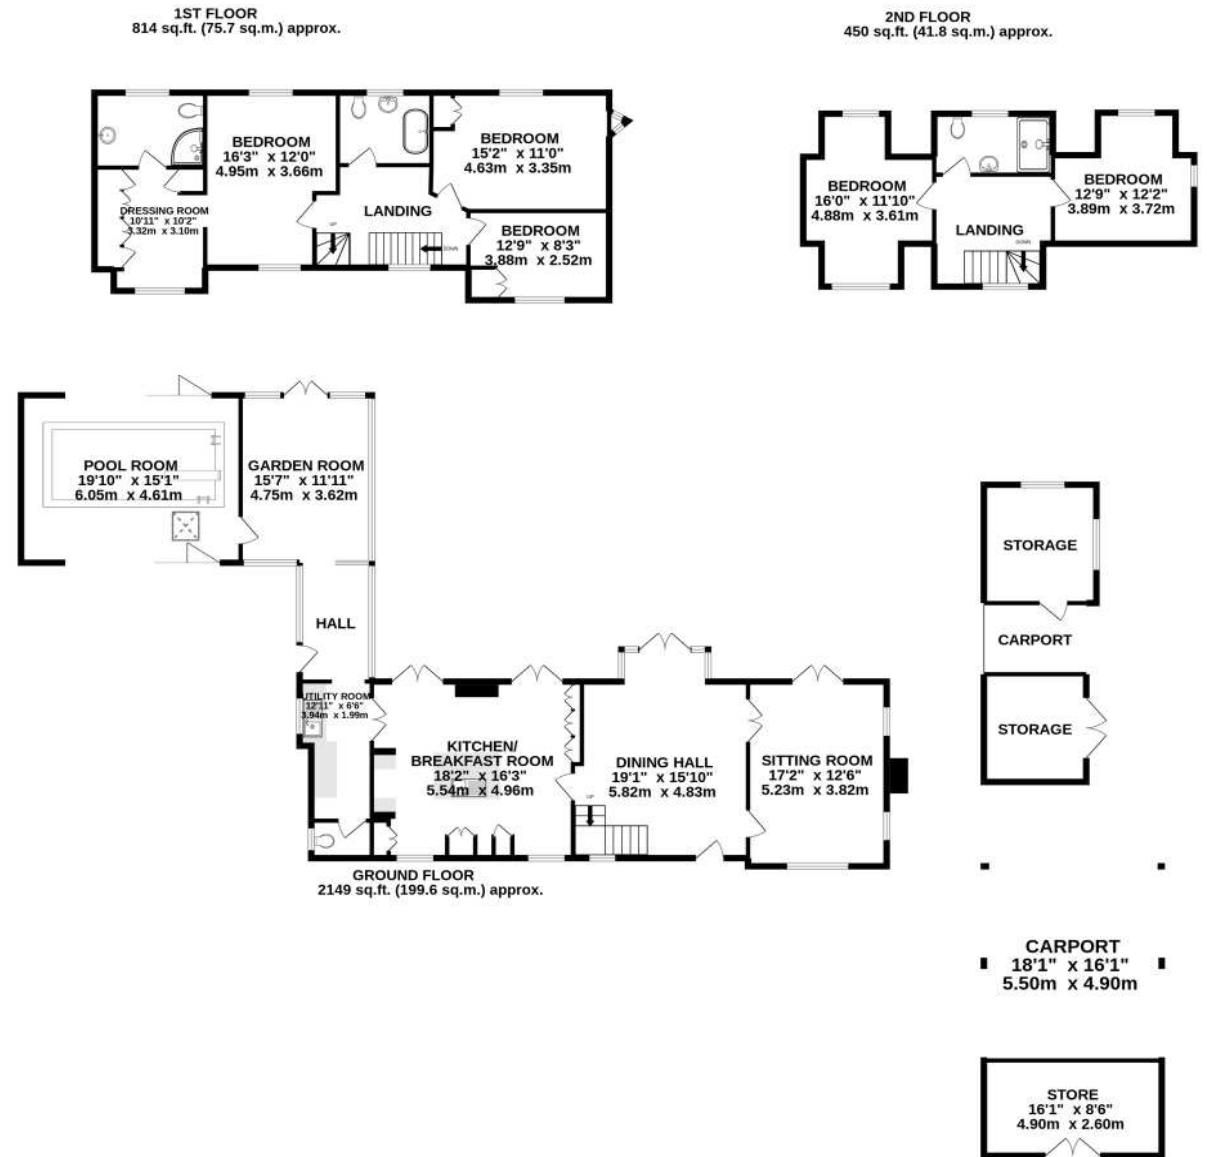 1ST FLOOR
814 sq.ft. (75.7 sq.m.) approx.
2ND FLOOR
450 sq.ft. (41.8 sq.m.) approx.
BEDROOM
16'3" x 12'0"
4.95m x 3.66m
BEDROOM
15'2" x 11'0"
4.63m x 3.35m
DRESSING ROOM
10'11" x 10'2"
3.32m x 3.10m
LANDING
UP
DOWN
BEDROOM
12'9" x 8'3"
3.88m x 2.52m
BEDROOM
16'0" x 11'10"
4.88m x 3.61m
BEDROOM
12'9" x 12'2"
3.89m x 3.72m
LANDING
DOWN
POOL ROOM
19'10" x 15'1"
6.05m x 4.61m
GARDEN ROOM
15'7" x 11'11"
4.75m x 3.62m
HALL
UTILITY ROOM
12'11" x 6'6"
3.94m x 1.99m
KITCHEN/
BREAKFAST ROOM
18'2" x 16'3"
5.54m x 4.96m
DINING HALL
19'1" x 15'10"
5.82m x 4.83m
UP
SITTING ROOM
17'2" x 12'6"
5.23m x 3.82m
GROUND FLOOR
2149 sq.ft. (199.6 sq.m.) approx.
STORAGE
CARPORT
STORAGE
CARPORT
18'1" x 16'1"
5.50m x 4.90m
STORE
16'1" x 8'6"
4.90m x 2.60m